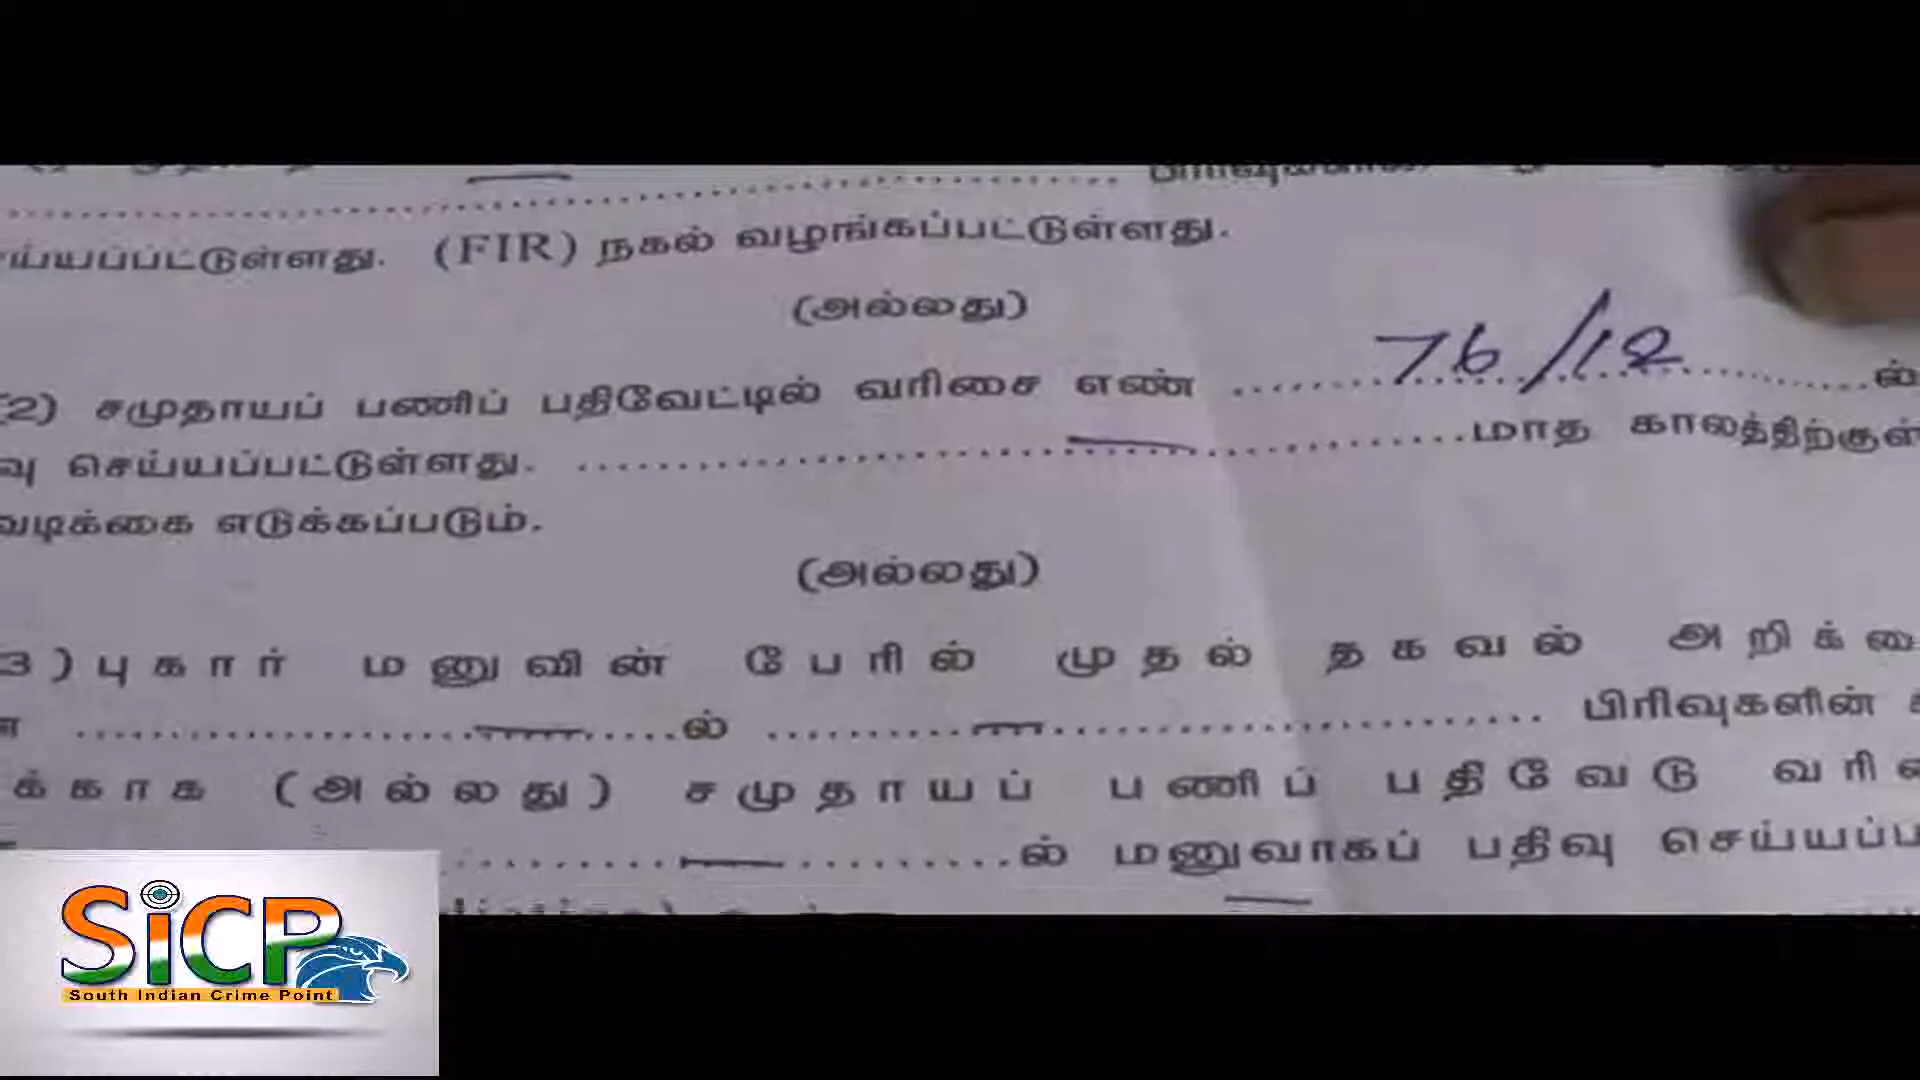 ய்யப்ப்ட்டுள்ளது. (FIR) நகல் வழங்கப்பட்டுள்ளது.
(அல்லது)
(2) சமுதாயப் பணிப் பதிவேட்டில் வரிசை எண் .......... 76/12 .......... ல்
வு செய்யப்பட்டுள்ளது. .......... மாத காலத்திற்குள்
வடிக்கை எடுக்கப்படும்.
(அல்லது)
3) புகார் மனுவின் பேரில் முதல் தகவல் அறிக்கை
.......... ல் .......... பிரிவுகளின்
க்காக (அல்லது) சமுதாயப் பணிப் பதிவேடு வரி
.......... ல் மனுவாகப் பதிவு செய்யப்ப
SiCP
South Indian Crime Point